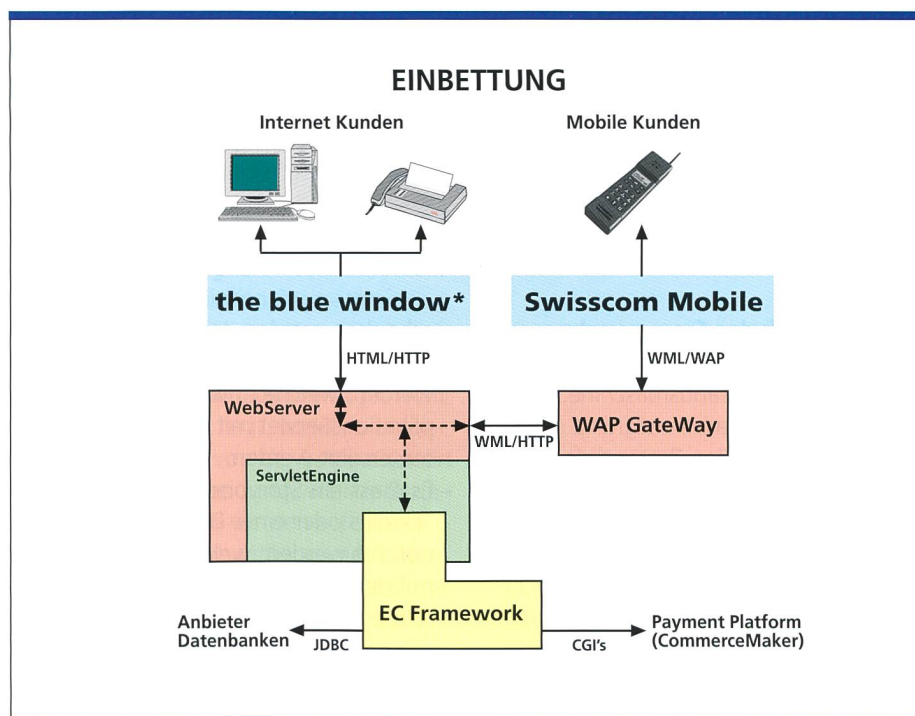 EINBETTUNG
Internet Kunden
Mobile Kunden
the blue window*
Swisscom Mobile
HTML/HTTP
WML/WAP
WebServer
WAP GateWay
WML/HTTP
ServletEngine
EC Framework
Anbieter
Datenbanken
JDBC
CGI's
Payment Platform
(CommerceMaker)